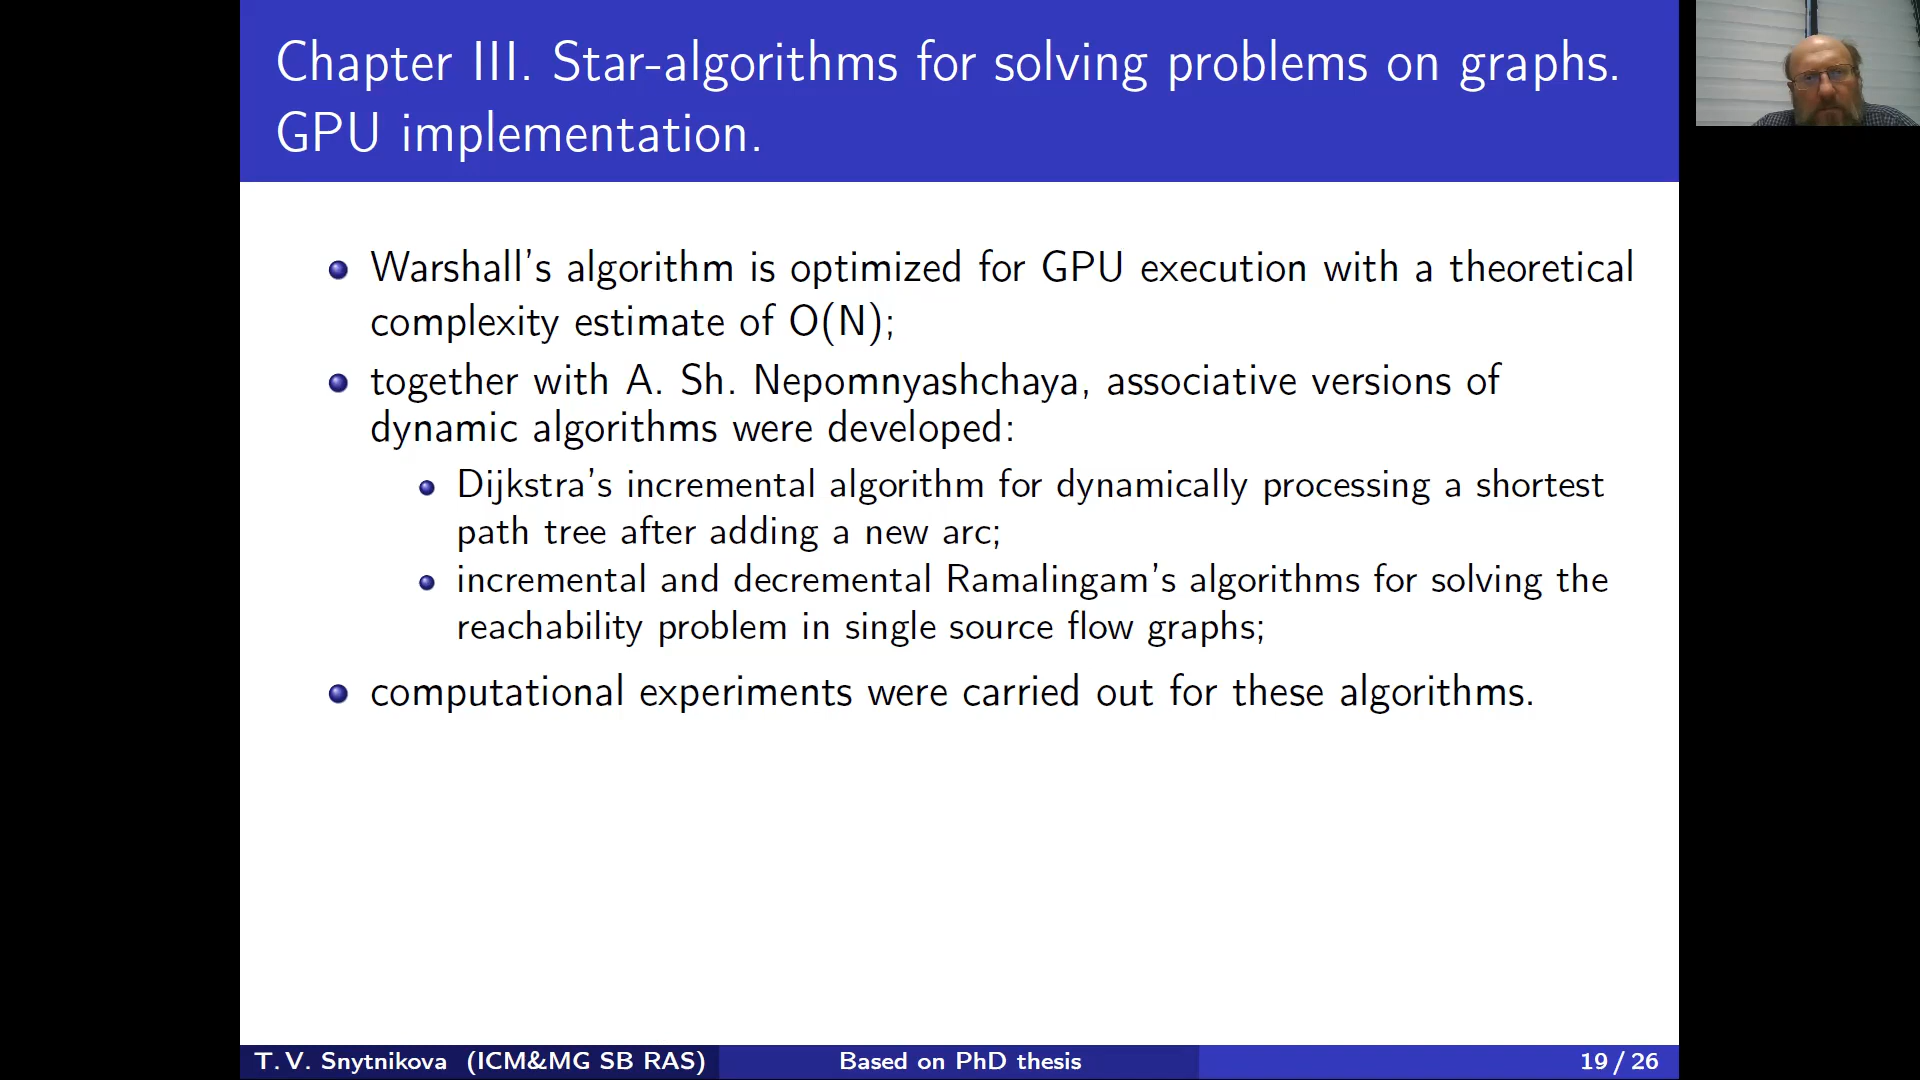 Chapter III. Star-algorithms for solving problems on graphs.
GPU implementation.
Warshall's algorithm is optimized for GPU execution with a theoretical
complexity estimate of O(N);
together with A. Sh. Nepomnyashchaya, associative versions of
dynamic algorithms were developed:
Dijkstra's incremental algorithm for dynamically processing a shortest
path tree after adding a new arc;
incremental and decremental Ramalingam's algorithms for solving the
reachability problem in single source flow graphs;
computational experiments were carried out for these algorithms.
T. V. Snytnikova (ICM&MG SB RAS) Based on PhD thesis 19 / 26